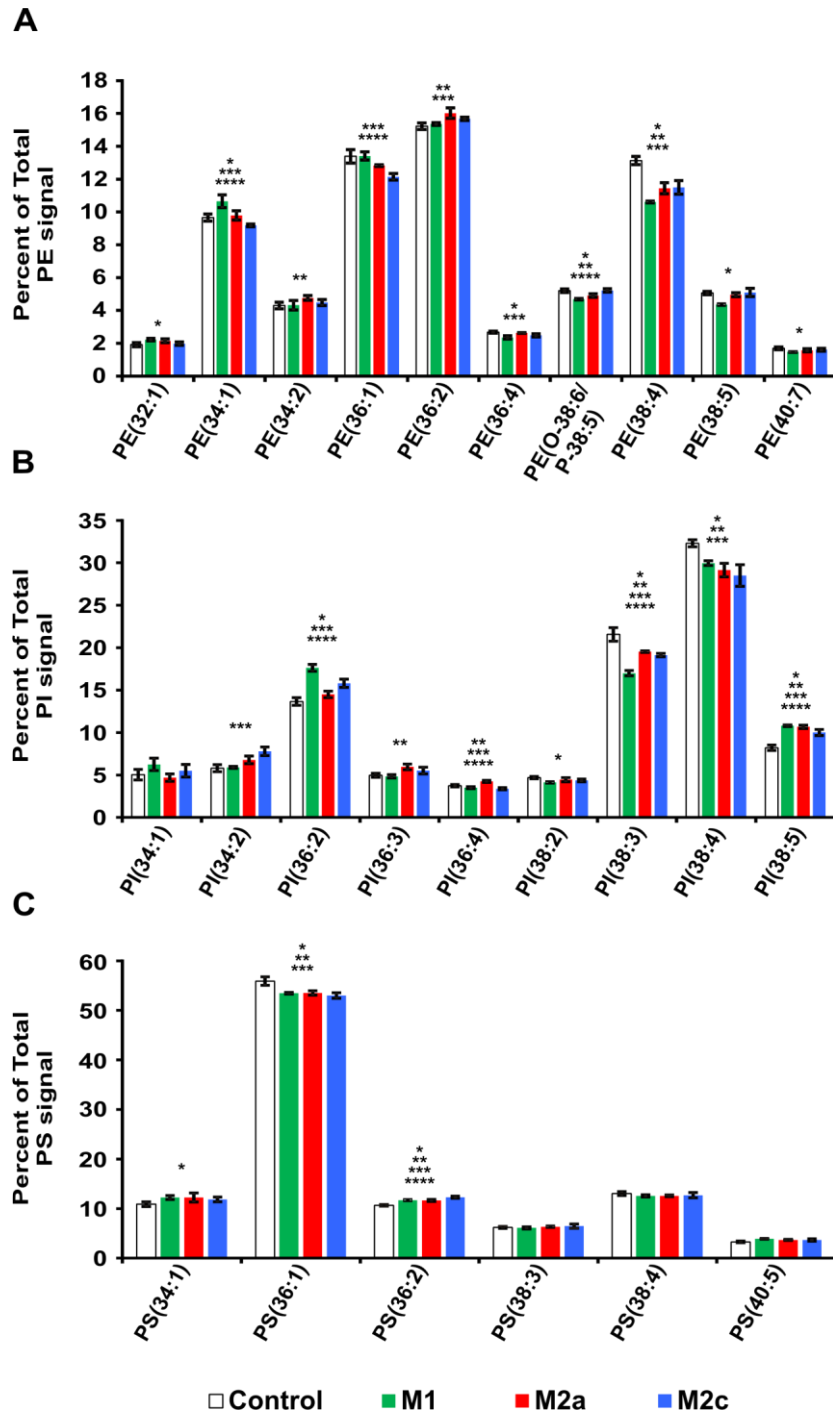 A
18
16
14
12
10
8
6
4
2
0
Percent of Total
PE signal
*
*
***
****
**
***
****
**
***
*
***
*
**
****
*
**
***
*
*
PE(32:1)
PE(34:1)
PE(34:2)
PE(36:1)
PE(36:2)
PE(36:4)
PE(O-38:6/
P-38:5)
PE(38:4)
PE(38:5)
PE(40:7)
B
35
30
25
20
15
10
5
0
Percent of Total
PI signal
***
*
***
****
**
**
***
****
*
*
**
***
****
*
**
***
*
**
***
****
PI(34:1)
PI(34:2)
PI(36:2)
PI(36:3)
PI(36:4)
PI(38:2)
PI(38:3)
PI(38:4)
PI(38:5)
C
60
50
40
30
20
10
0
Percent of Total
PS signal
*
*
**
***
*
**
***
****
PS(34:1)
PS(36:1)
PS(36:2)
PS(38:3)
PS(38:4)
PS(40:5)
Control M1 M2a M2c